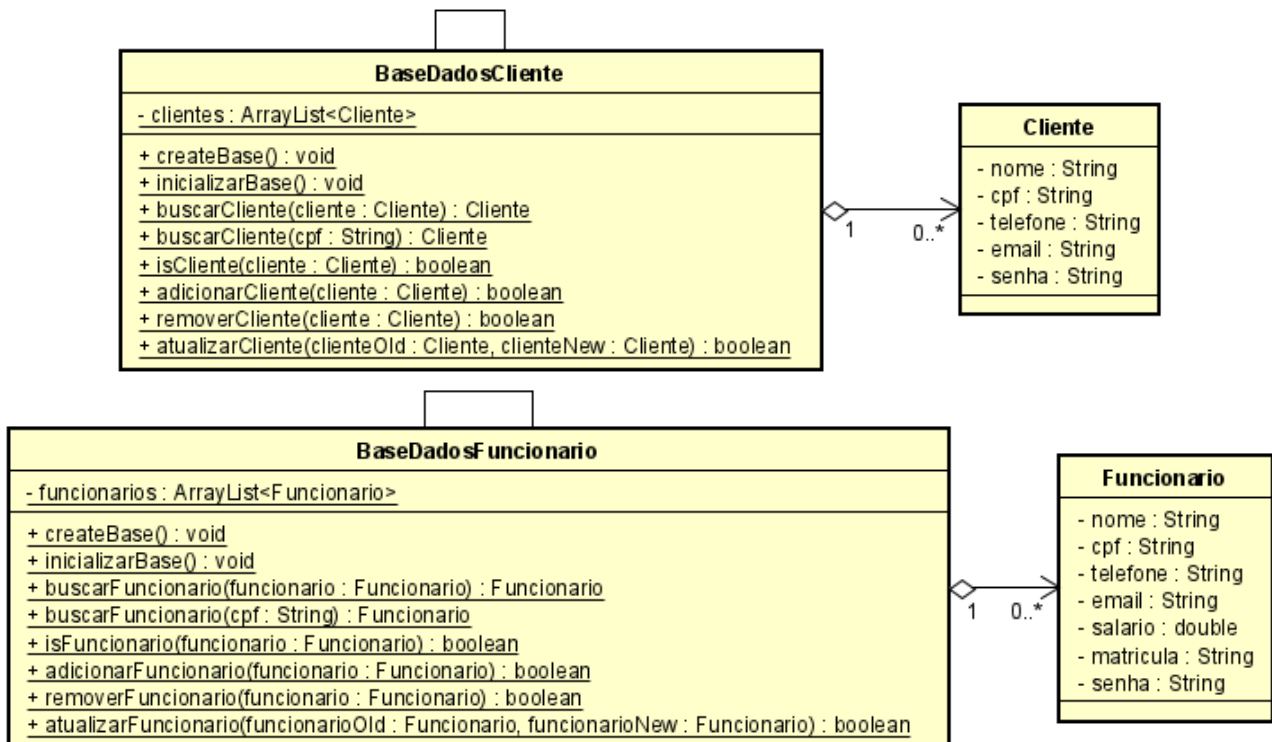 BaseDadosCliente
- clientes : ArrayList<Cliente>
+ createBase() : void
+ inicializarBase() : void
+ buscarCliente(cliente : Cliente) : Cliente
+ buscarCliente(cpf : String) : Cliente
+ isCliente(cliente : Cliente) : boolean
+ adicionarCliente(cliente : Cliente) : boolean
+ removerCliente(cliente : Cliente) : boolean
+ atualizarCliente(clienteOld : Cliente, clienteNew : Cliente) : boolean
1
0..*
Cliente
- nome : String
- cpf : String
- telefone : String
- email : String
- senha : String
BaseDadosFuncionario
- funcionarios : ArrayList<Funcionario>
+ createBase() : void
+ inicializarBase() : void
+ buscarFuncionario(funcionario : Funcionario) : Funcionario
+ buscarFuncionario(cpf : String) : Funcionario
+ isFuncionario(funcionario : Funcionario) : boolean
+ adicionarFuncionario(funcionario : Funcionario) : boolean
+ removerFuncionario(funcionario : Funcionario) : boolean
+ atualizarFuncionario(funcionarioOld : Funcionario, funcionarioNew : Funcionario) : boolean
1
0..*
Funcionario
- nome : String
- cpf : String
- telefone : String
- email : String
- salario : double
- matricula : String
- senha : String